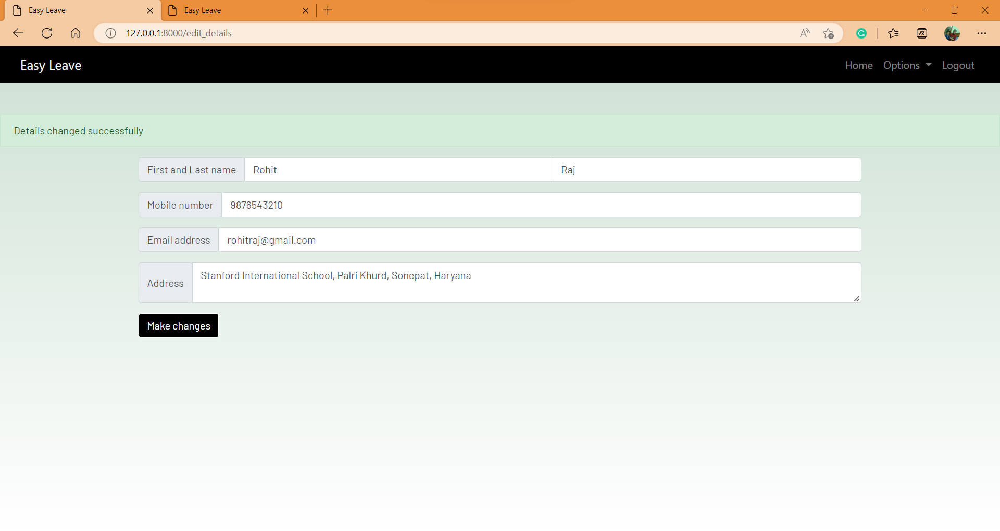 Easy Leave
Easy Leave
127.0.0.1:8000/edit_details
Easy Leave
Home Options Logout
Details changed successfully
First and Last name Rohit Raj
Mobile number 9876543210
Email address rohitraj@gmail.com
Address Stanford International School, Palri Khurd, Sonepat, Haryana
Make changes